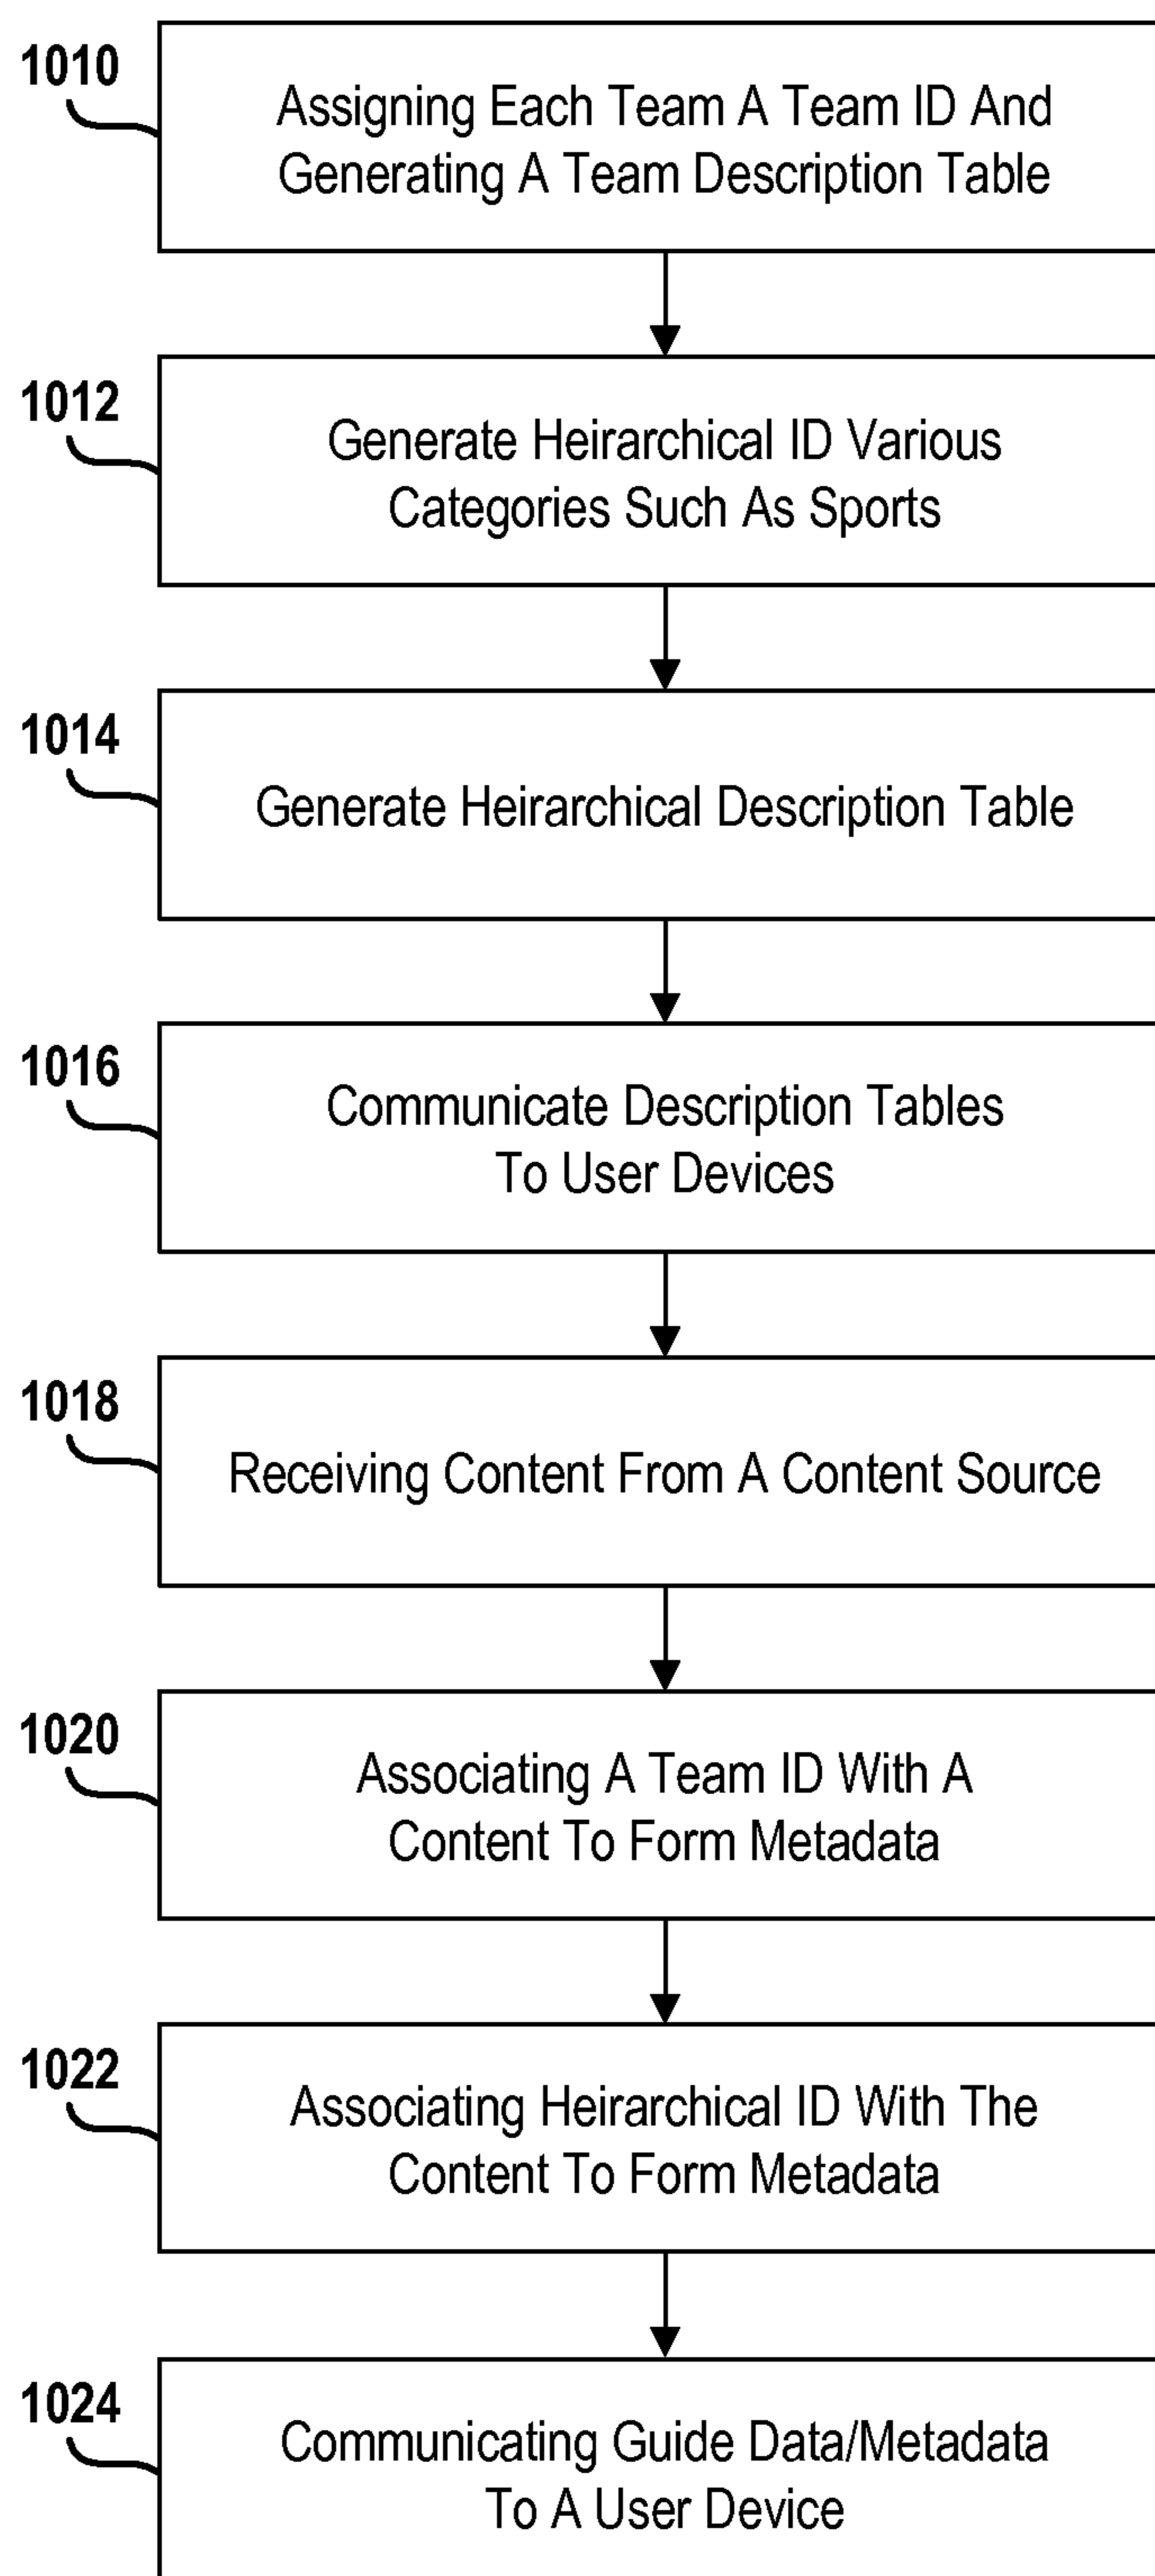 1010
Assigning Each Team A Team ID And
Generating A Team Description Table
1012
Generate Heirarchical ID Various
Categories Such As Sports
1014
Generate Heirarchical Description Table
1016
Communicate Description Tables
To User Devices
1018
Receiving Content From A Content Source
1020
Associating A Team ID With A
Content To Form Metadata
1022
Associating Heirarchical ID With The
Content To Form Metadata
1024
Communicating Guide Data/Metadata
To A User Device